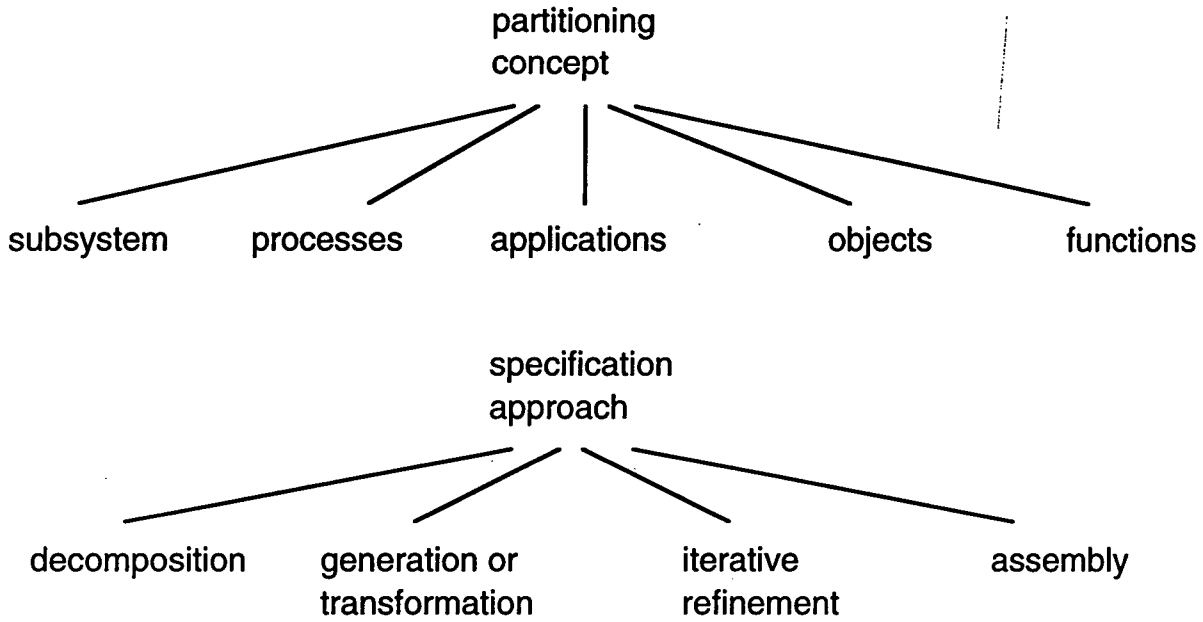 partitioning
concept
subsystem processes applications objects functions
specification
approach
decomposition generation or iterative assembly
transformation refinement